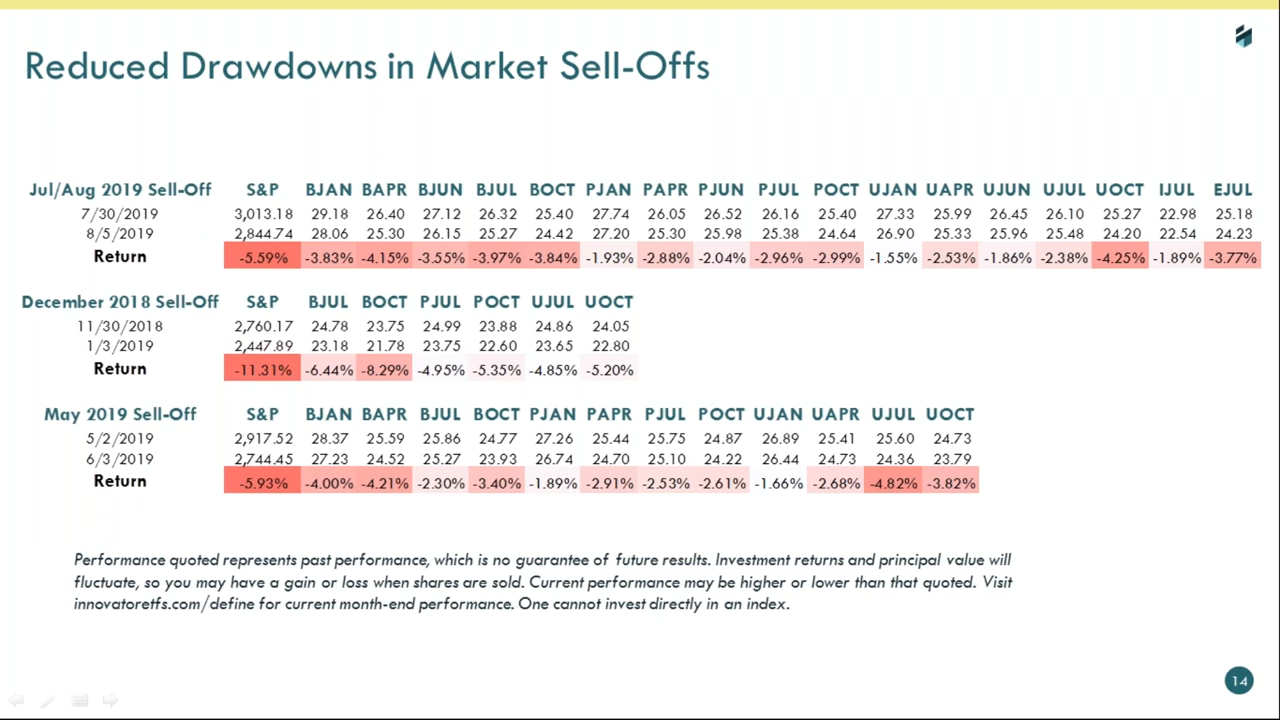 Reduced Drawdowns in Market Sell-Offs
Jul/Aug 2019 Sell-Off S&P BJAN BAPR BJUN BJUL BOCT PJAN PAPR PJUN PJUL POCT UJAN UAPR UJUN UJUL UOCT IJUL EJUL
7/30/2019 3,013.18 29.18 26.40 27.12 26.32 25.40 27.74 26.05 26.52 26.16 25.40 27.33 25.99 26.45 26.10 25.27 22.98 25.18
8/5/2019 2,844.74 28.06 25.30 26.15 25.27 24.42 27.20 25.30 25.98 25.38 24.64 26.90 25.33 25.96 25.48 24.20 22.54 24.23
Return -5.59% -3.83% -4.15% -3.55% -3.97% -3.84% -1.93% -2.88% -2.04% -2.96% -2.99% -1.55% -2.53% -1.86% -2.38% -4.25% -1.89% -3.77%
December 2018 Sell-Off S&P BJUL BOCT PJUL POCT UJUL UOCT
11/30/2018 2,760.17 24.78 23.75 24.99 23.88 24.86 24.05
1/3/2019 2,447.89 23.18 21.78 23.75 22.60 23.65 22.80
Return -11.31% -6.44% -8.29% -4.95% -5.35% -4.85% -5.20%
May 2019 Sell-Off S&P BJAN BAPR BJUL BOCT PJAN PAPR PJUL POCT UJAN UAPR UJUL UOCT
5/2/2019 2,917.52 28.37 25.59 25.86 24.77 27.26 25.44 25.75 24.87 26.89 25.41 25.60 24.73
6/3/2019 2,744.45 27.23 24.52 25.27 23.93 26.74 24.70 25.10 24.22 26.44 24.73 24.36 23.79
Return -5.93% -4.00% -4.21% -2.30% -3.40% -1.89% -2.91% -2.53% -2.61% -1.66% -2.68% -4.82% -3.82%
Performance quoted represents past performance, which is no guarantee of future results. Investment returns and principal value will
fluctuate, so you may have a gain or loss when shares are sold. Current performance may be higher or lower than that quoted. Visit
innovatoretfs.com/define for current month-end performance. One cannot invest directly in an index.
14